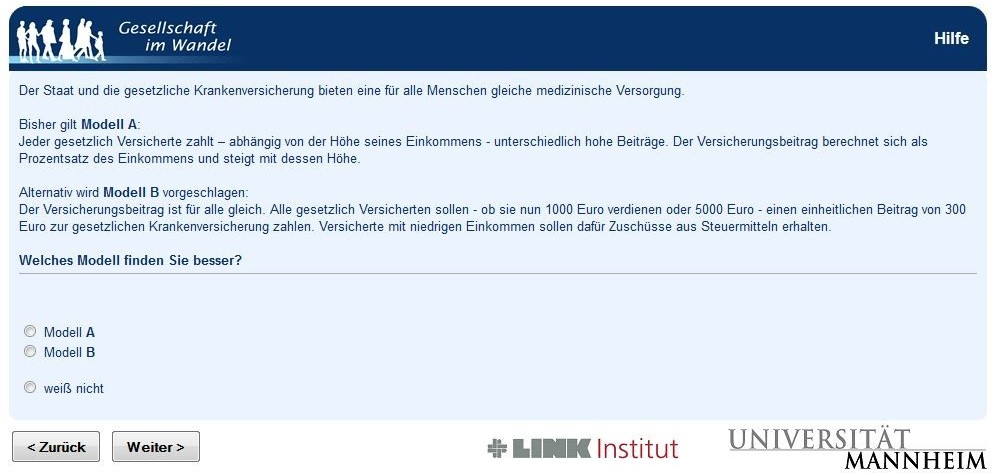 Gesellschaft
im Wandel
Hilfe
Der Staat und die gesetzliche Krankenversicherung bieten eine für alle Menschen gleiche medizinische Versorgung.
Bisher gilt Modell A:
Jeder gesetzlich Versicherte zahlt – abhängig von der Höhe seines Einkommens - unterschiedlich hohe Beiträge. Der Versicherungsbeitrag berechnet sich als
Prozentsatz des Einkommens und steigt mit dessen Höhe.
Alternativ wird Modell B vorgeschlagen:
Der Versicherungsbeitrag ist für alle gleich. Alle gesetzlich Versicherten sollen - ob sie nun 1000 Euro verdienen oder 5000 Euro - einen einheitlichen Beitrag von 300
Euro zur gesetzlichen Krankenversicherung zahlen. Versicherte mit niedrigen Einkommen sollen dafür Zuschüsse aus Steuermitteln erhalten.
Welches Modell finden Sie besser?
Modell A
Modell B
weiß nicht
< Zurück
Weiter >
LINK Institut
UNIVERSITÄT
MANNHEIM